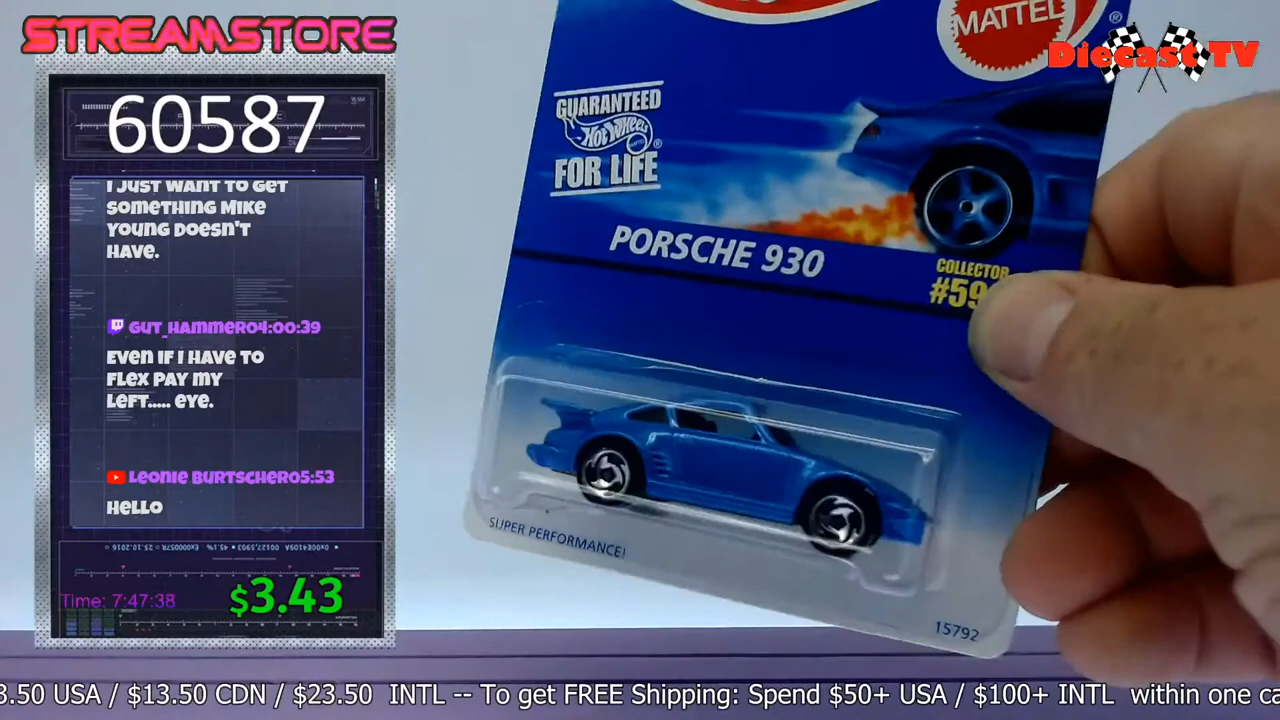 STREAMSTORE
60587
I just want to get
something Mike
Young doesn't
have.
Gut_Hammer04:00:39
Even if I have to
flex pay my
left..... eye.
Leonie Burtscher05:53
Hello
Time: 7:47:38
$3.43
MATTEL
®
Diecast TV
GUARANTEED
Hot Wheels
FOR LIFE
PORSCHE 930
COLLECTOR
#59
SUPER PERFORMANCE!
15792
3.50 USA / $13.50 CDN / $23.50 INTL -- To get FREE Shipping: Spend $50+ USA / $100+ INTL within one ca